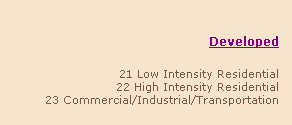 Developed
21 Low Intensity Residential
22 High Intensity Residential
23 Commercial/Industrial/Transportation